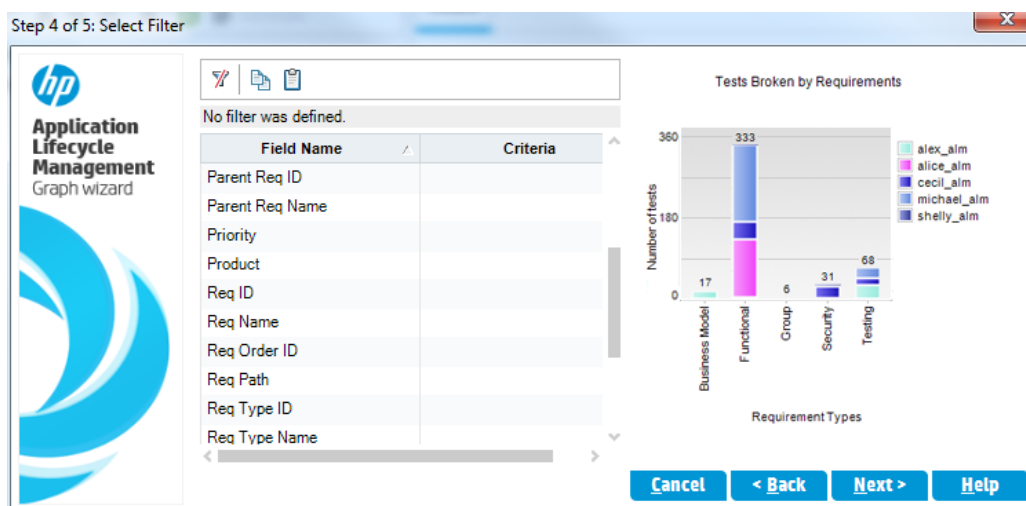 Step 4 of 5: Select Filter
hp
Application
Lifecycle
Management
Graph wizard
No filter was defined.
Field Name Criteria
Parent Req ID
Parent Req Name
Priority
Product
Req ID
Req Name
Req Order ID
Req Path
Req Type ID
Req Type Name
Tests Broken by Requirements
Number of tests
360
180
0
17
333
6
31
68
Business Model
Functional
Group
Security
Testing
Requirement Types
alex_alm
alice_alm
cecil_alm
michael_alm
shelly_alm
Cancel < Back Next > Help